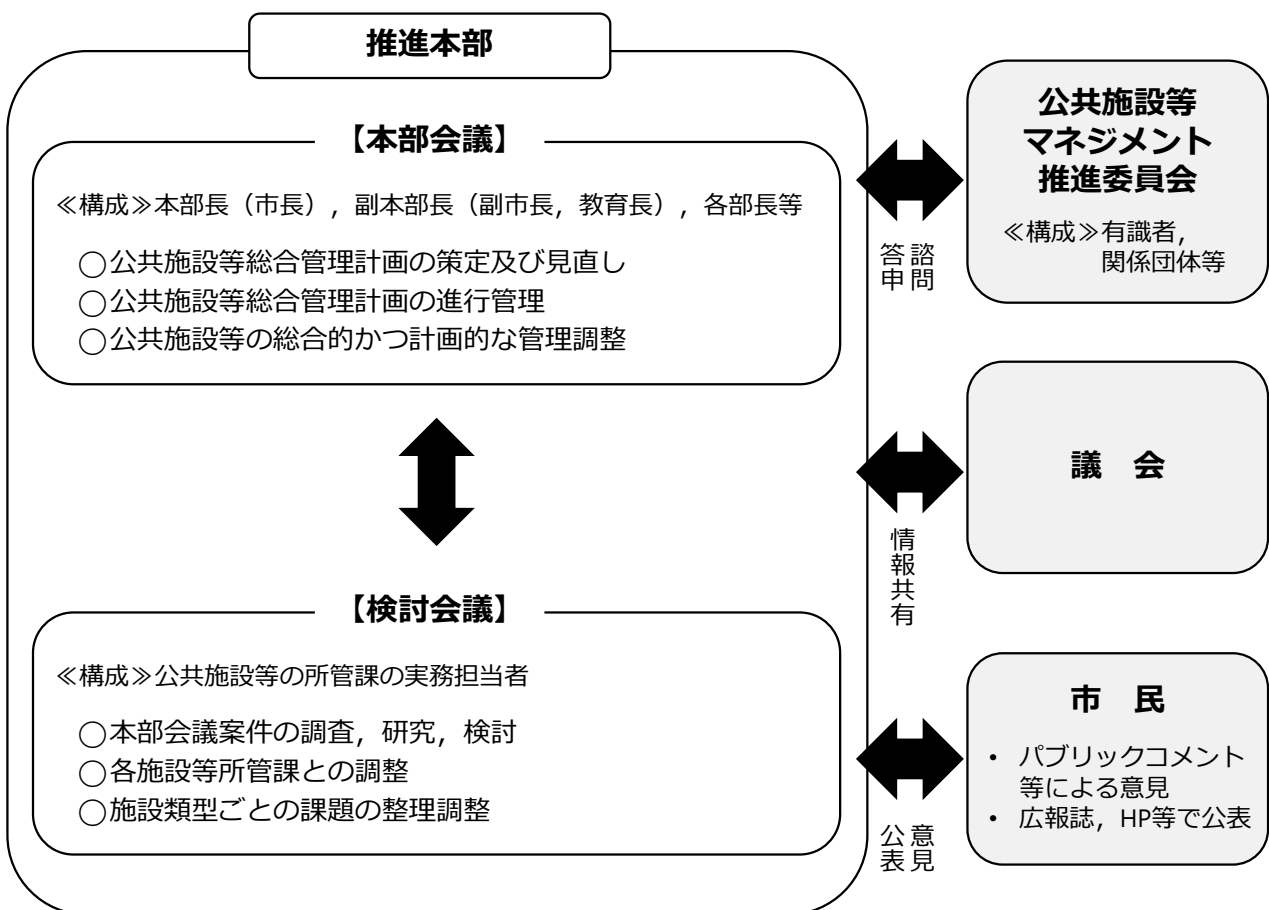 推進本部
【本部会議】
≪構成≫本部長（市長），副本部長（副市長，教育長），各部長等
○公共施設等総合管理計画の策定及び見直し
○公共施設等総合管理計画の進行管理
○公共施設等の総合的かつ計画的な管理調整
【検討会議】
≪構成≫公共施設等の所管課の実務担当者
○本部会議案件の調査，研究，検討
○各施設等所管課との調整
○施設類型ごとの課題の整理調整
諮問
答申
公共施設等
マネジメント
推進委員会
≪構成≫有識者，
関係団体等
情報共有
議　会
意見
公表
市　民
• パブリックコメント
等による意見
• 広報誌，HP等で公表